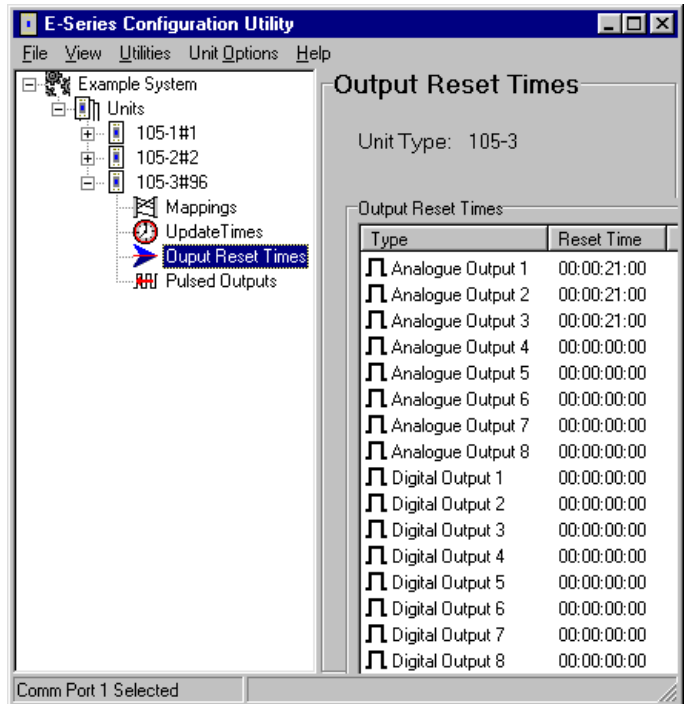 E-Series Configuration Utility
File View Utilities Unit Options Help
Example System
Units
105-1#1
105-2#2
105-3#96
Mappings
UpdateTimes
Ouput Reset Times
Pulsed Outputs
Output Reset Times
Unit Type: 105-3
Output Reset Times
Type Reset Time
Analogue Output 1 00:00:21:00
Analogue Output 2 00:00:21:00
Analogue Output 3 00:00:21:00
Analogue Output 4 00:00:00:00
Analogue Output 5 00:00:00:00
Analogue Output 6 00:00:00:00
Analogue Output 7 00:00:00:00
Analogue Output 8 00:00:00:00
Digital Output 1 00:00:00:00
Digital Output 2 00:00:00:00
Digital Output 3 00:00:00:00
Digital Output 4 00:00:00:00
Digital Output 5 00:00:00:00
Digital Output 6 00:00:00:00
Digital Output 7 00:00:00:00
Digital Output 8 00:00:00:00
Comm Port 1 Selected